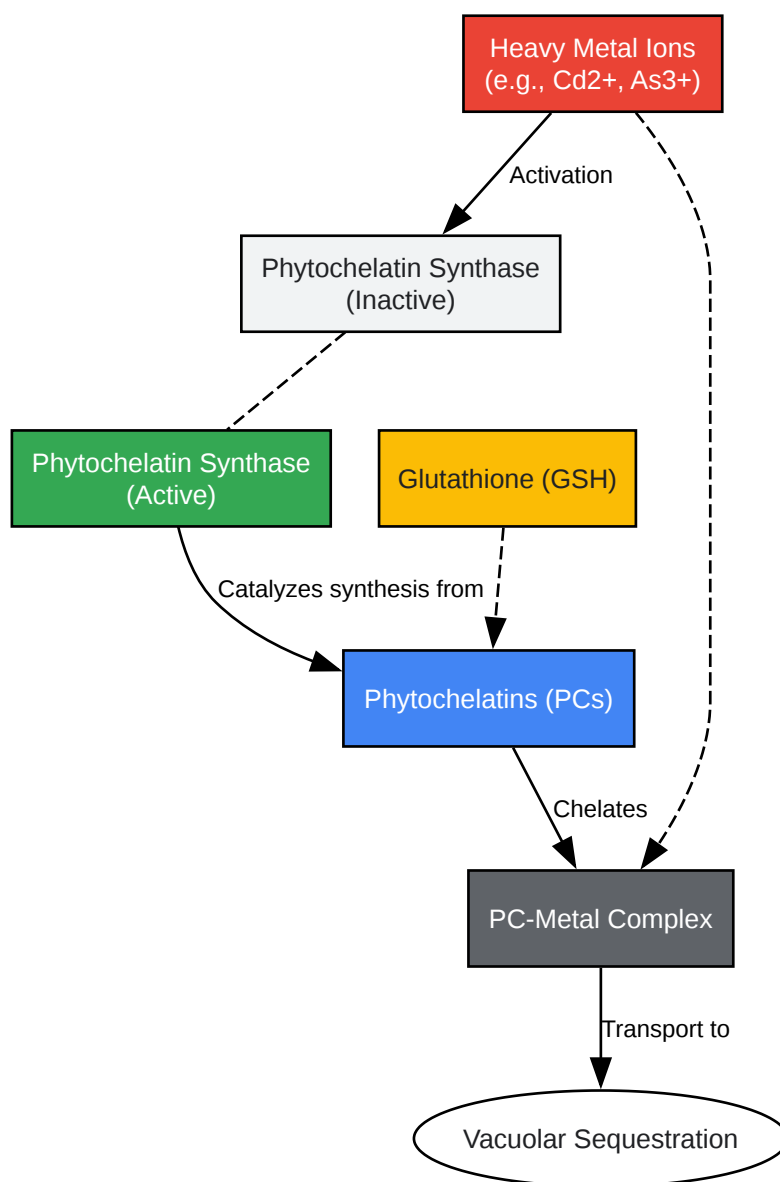 Heavy Metal Ions
(e.g., Cd2+, As3+)
Activation
Phytochelatin Synthase
(Inactive)
Phytochelatin Synthase
(Active)
Glutathione (GSH)
Catalyzes synthesis from
Phytochelatins (PCs)
Chelates
PC-Metal Complex
Transport to
Vacuolar Sequestration